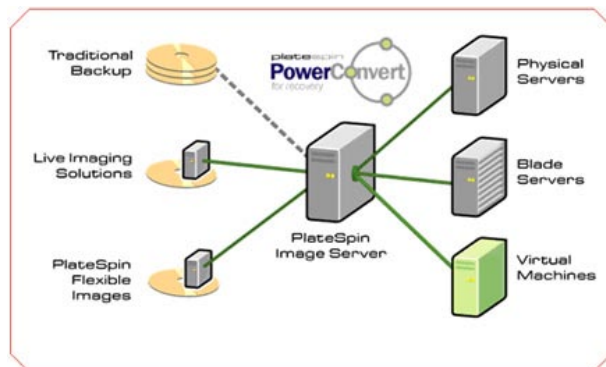 Traditional
Backup
platespin
PowerConvert
for recovery
Physical
Servers
Live Imaging
Solutions
Blade
Servers
PlateSpin
Image Server
PlateSpin
Flexible
Images
Virtual
Machines